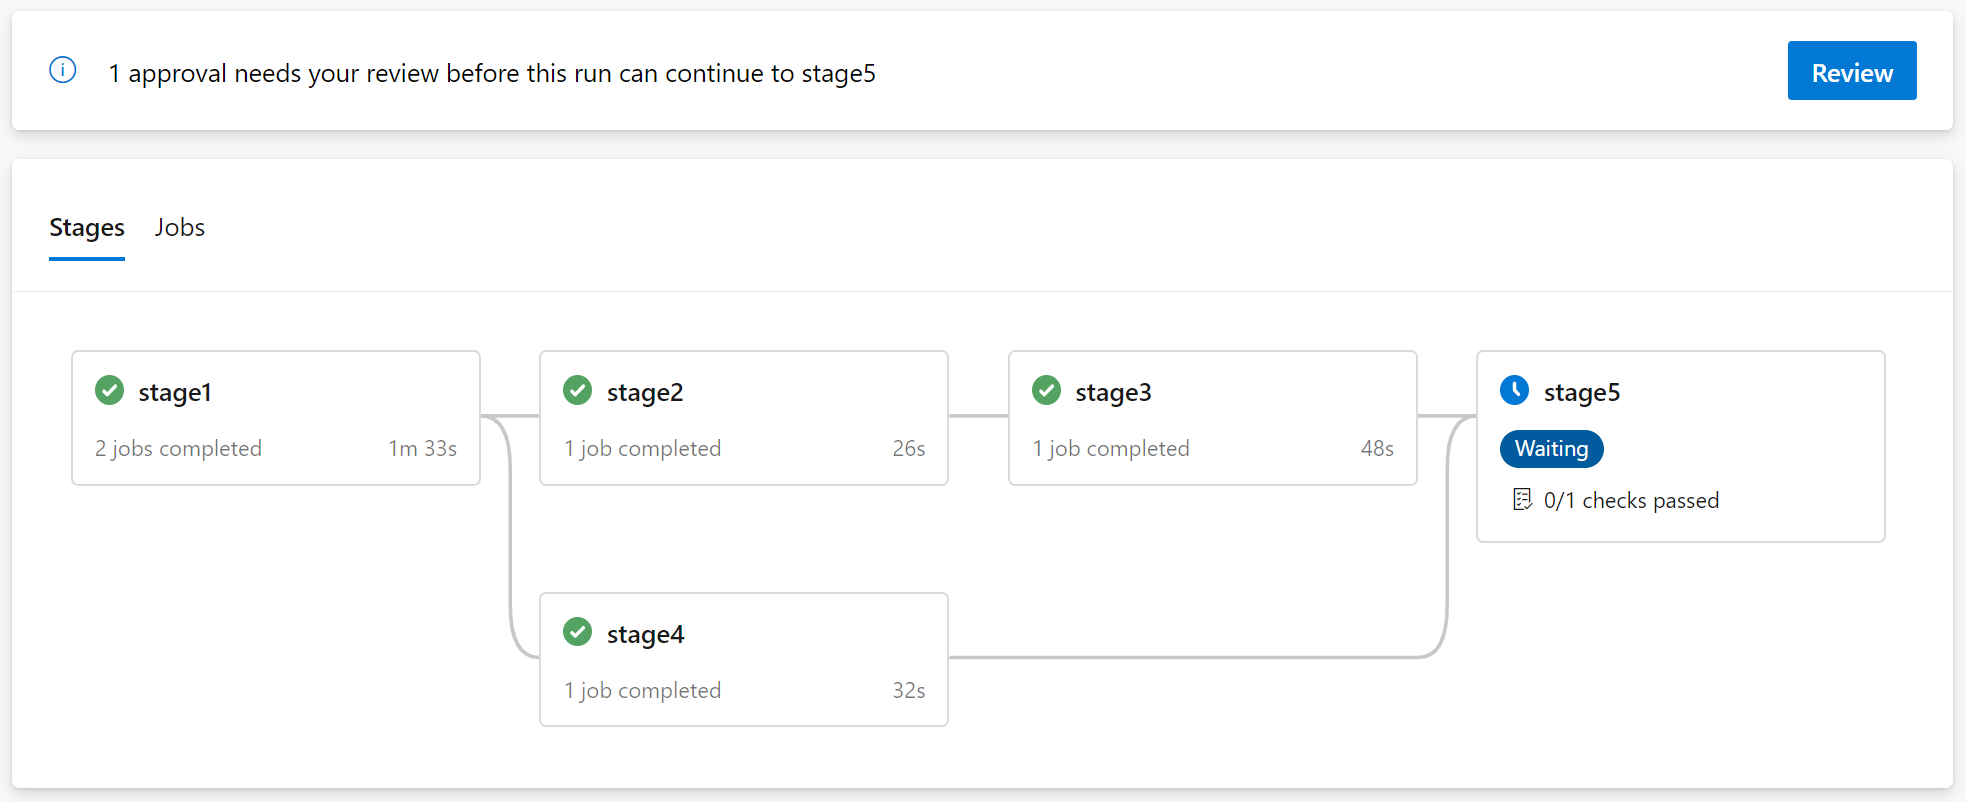 1 approval needs your review before this run can continue to stage5
Review
Stages Jobs
stage1
2 jobs completed 1m 33s
stage2
1 job completed 26s
stage3
1 job completed 48s
stage5
Waiting
0/1 checks passed
stage4
1 job completed 32s